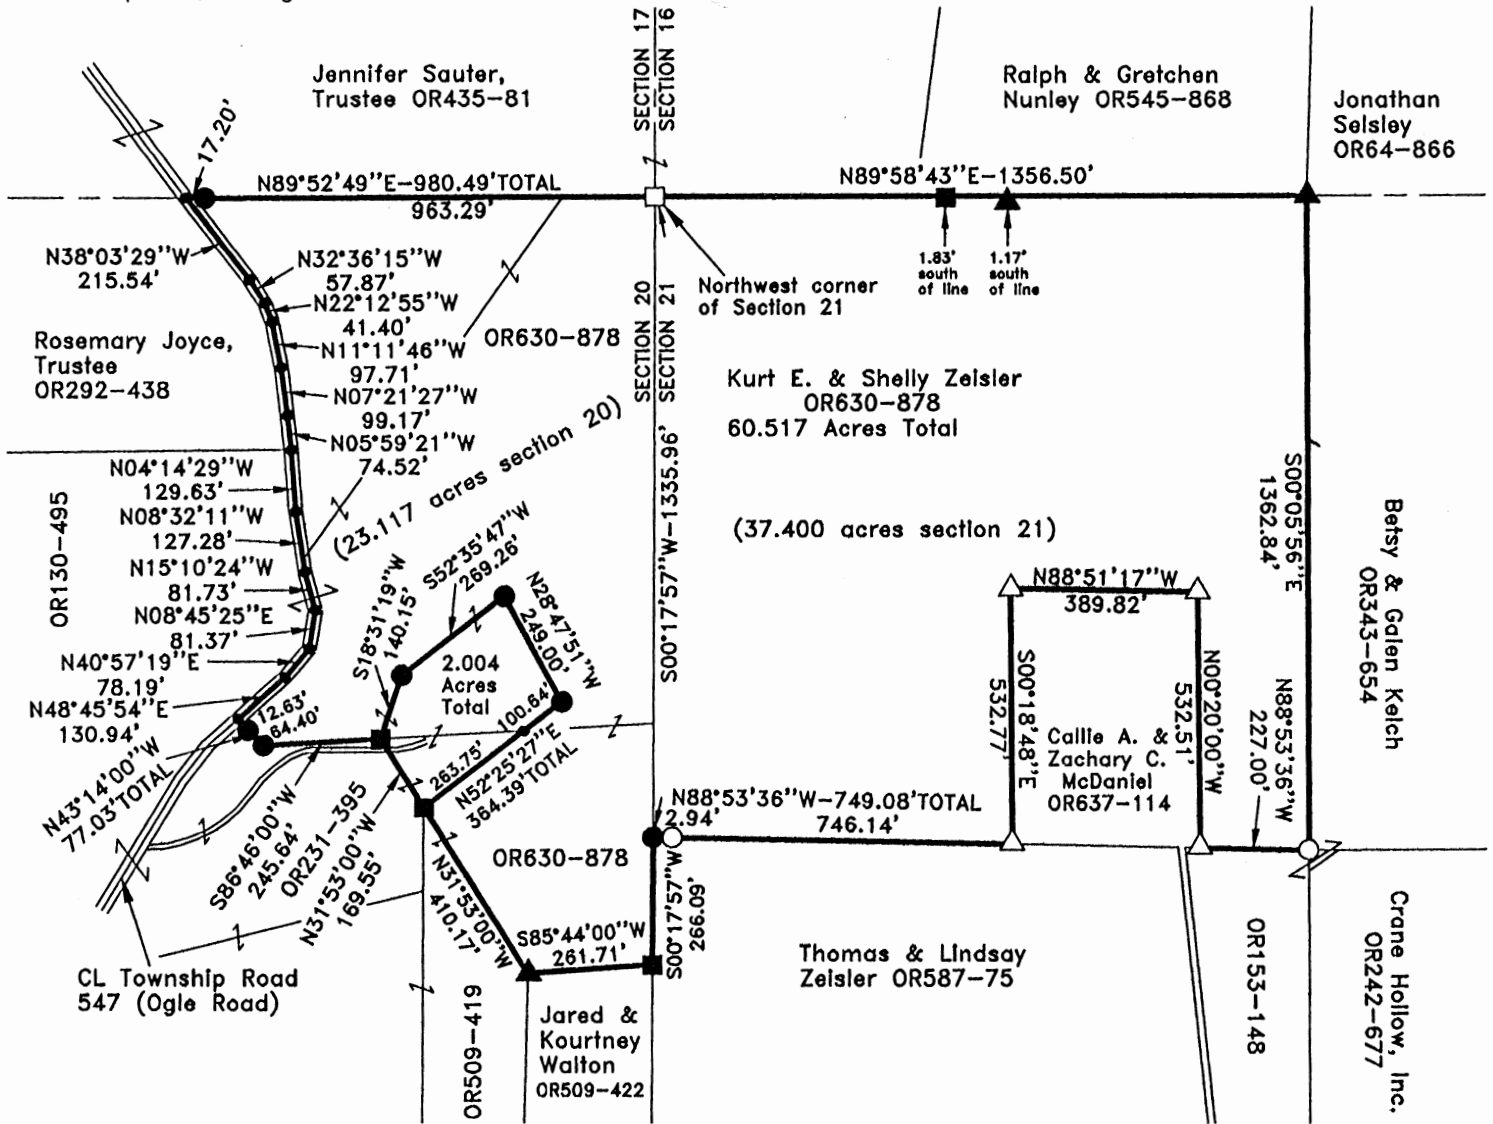 SECTION 17
SECTION 16
Jennifer Sauter,
Trustee OR435-81
Ralph & Gretchen
Nunley OR545-868
Jonathan
Selsley
OR64-866
17.20'
N89°52'49"E-980.49'TOTAL
963.29'
N89°58'43"E-1356.50'
N38°03'29"W
215.54'
N32°36'15"W
57.87'
N22°12'55"W
41.40'
N11°11'46"W
97.71'
N07°21'27"W
99.17'
N05°59'21"W
74.52'
OR630-878
SECTION 20
SECTION 21
Northwest corner
of Section 21
1.83'
south
of line
1.17'
south
of line
Rosemary Joyce,
Trustee
OR292-438
Kurt E. & Shelly Zeisler
OR630-878
60.517 Acres Total
(23.117 acres section 20)
(37.400 acres section 21)
S00°17'57"W-1335.96'
S00°05'56"E
1362.84'
Betsy & Galen Kelch
OR343-654
OR130-495
N04°14'29"W
129.63'
N08°32'11"W
127.28'
N15°10'24"W
81.73'
N08°45'25"E
81.37'
N40°57'19"E
78.19'
N48°45'54"E
130.94'
N43°14'00"W
77.03'TOTAL
12.63'
64.40'
S18°31'19"W
140.15'
S52°35'47"W
269.26'
N28°47'51"W
249.00'
2.004
Acres
Total
100.64'
263.75'
N52°25'27"E
364.39'TOTAL
N88°51'17"W
389.82'
S00°18'48"E
532.77'
N00°20'00"W
532.51'
Callie A. &
Zachary C.
McDaniel
OR637-114
N88°53'36"W
227.00'
N88°53'36"W-749.08'TOTAL
2.94'
746.14'
S86°46'00"W
245.64'
OR231-395
N31°53'00"W
169.55'
OR630-878
N31°53'00"W
410.17'
S85°44'00"W
261.71'
S00°17'57"W
266.09'
CL Township Road
547 (Ogle Road)
OR509-419
Jared &
Kourtney
Walton
OR509-422
Thomas & Lindsay
Zeisler OR587-75
OR153-148
Crane Hollow, Inc.
OR242-677